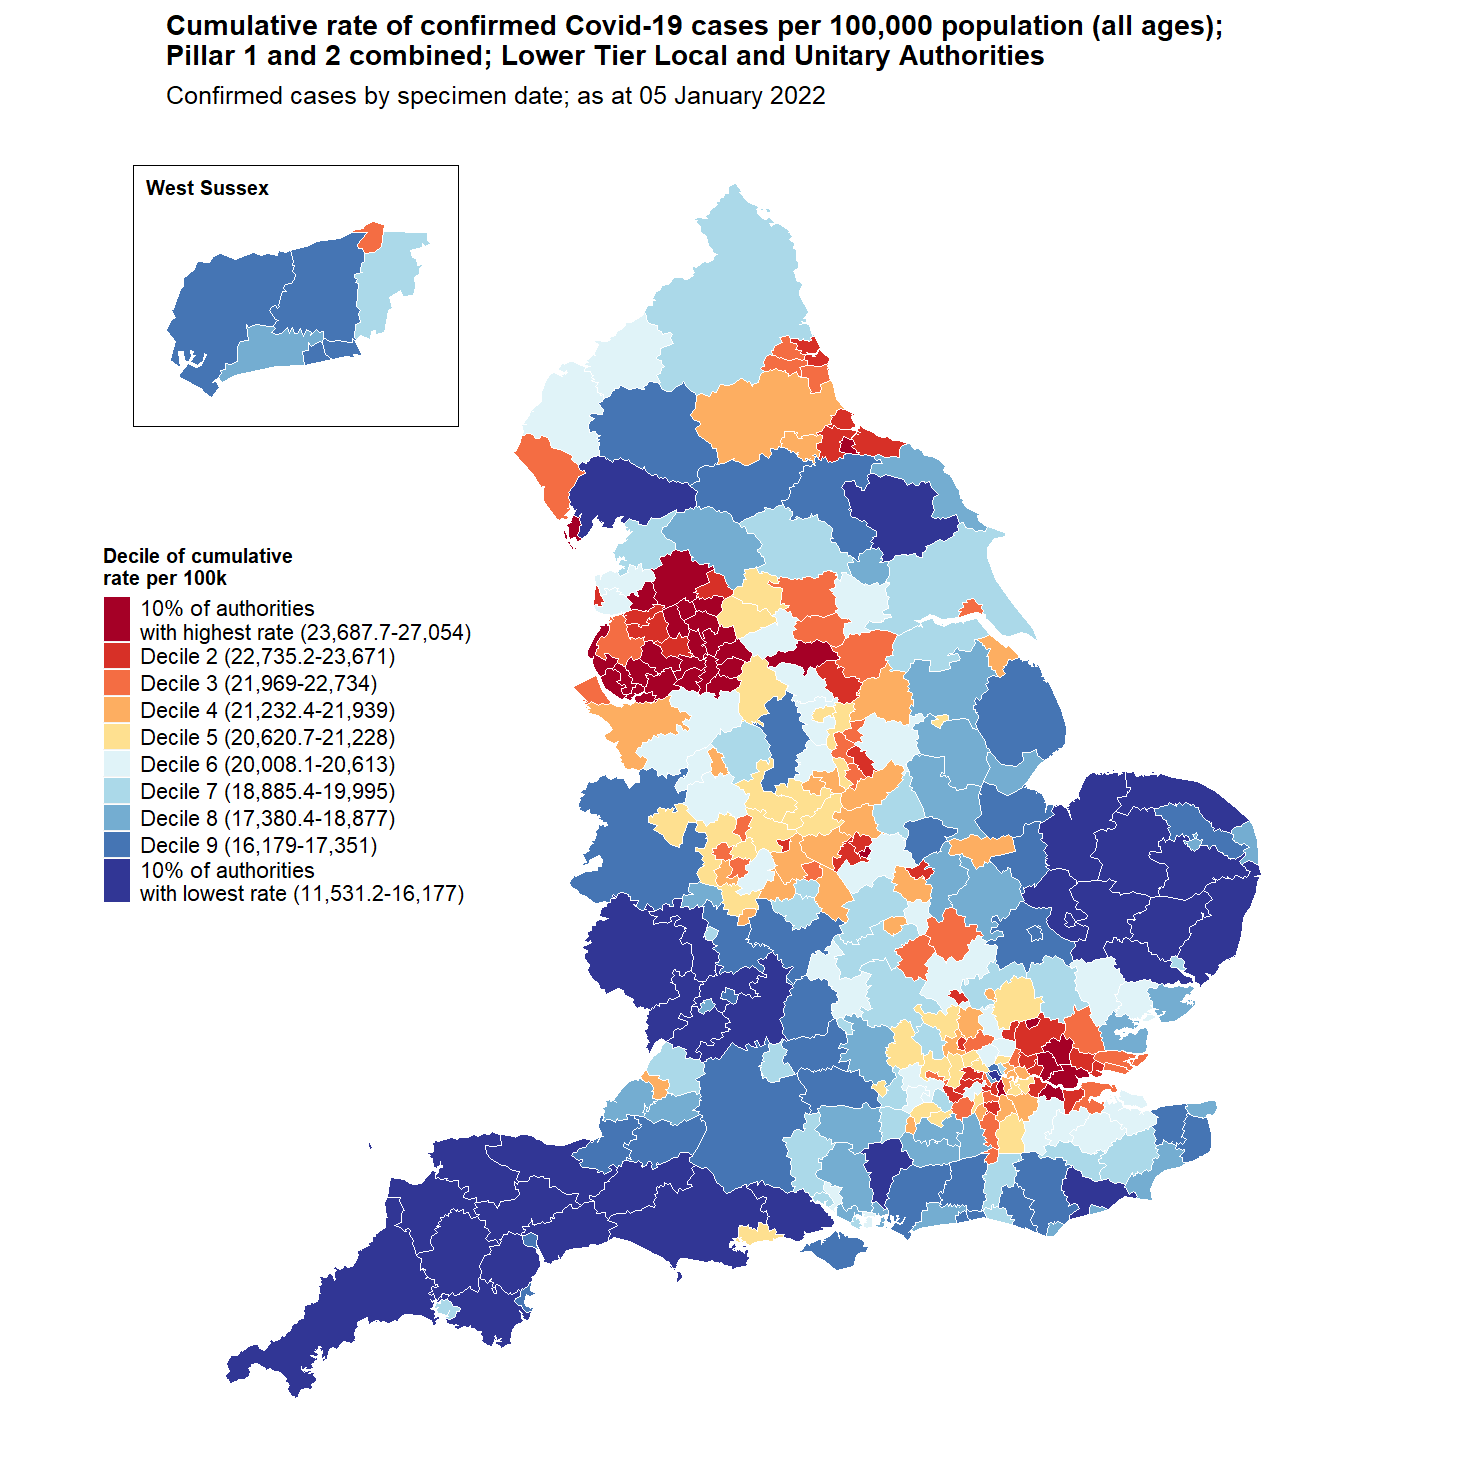 Cumulative rate of confirmed Covid-19 cases per 100,000 population (all ages);
Pillar 1 and 2 combined; Lower Tier Local and Unitary Authorities
Confirmed cases by specimen date; as at 05 January 2022
West Sussex
Decile of cumulative
rate per 100k
10% of authorities
with highest rate (23,687.7-27,054)
Decile 2 (22,735.2-23,671)
Decile 3 (21,969-22,734)
Decile 4 (21,232.4-21,939)
Decile 5 (20,620.7-21,228)
Decile 6 (20,008.1-20,613)
Decile 7 (18,885.4-19,995)
Decile 8 (17,380.4-18,877)
Decile 9 (16,179-17,351)
10% of authorities
with lowest rate (11,531.2-16,177)